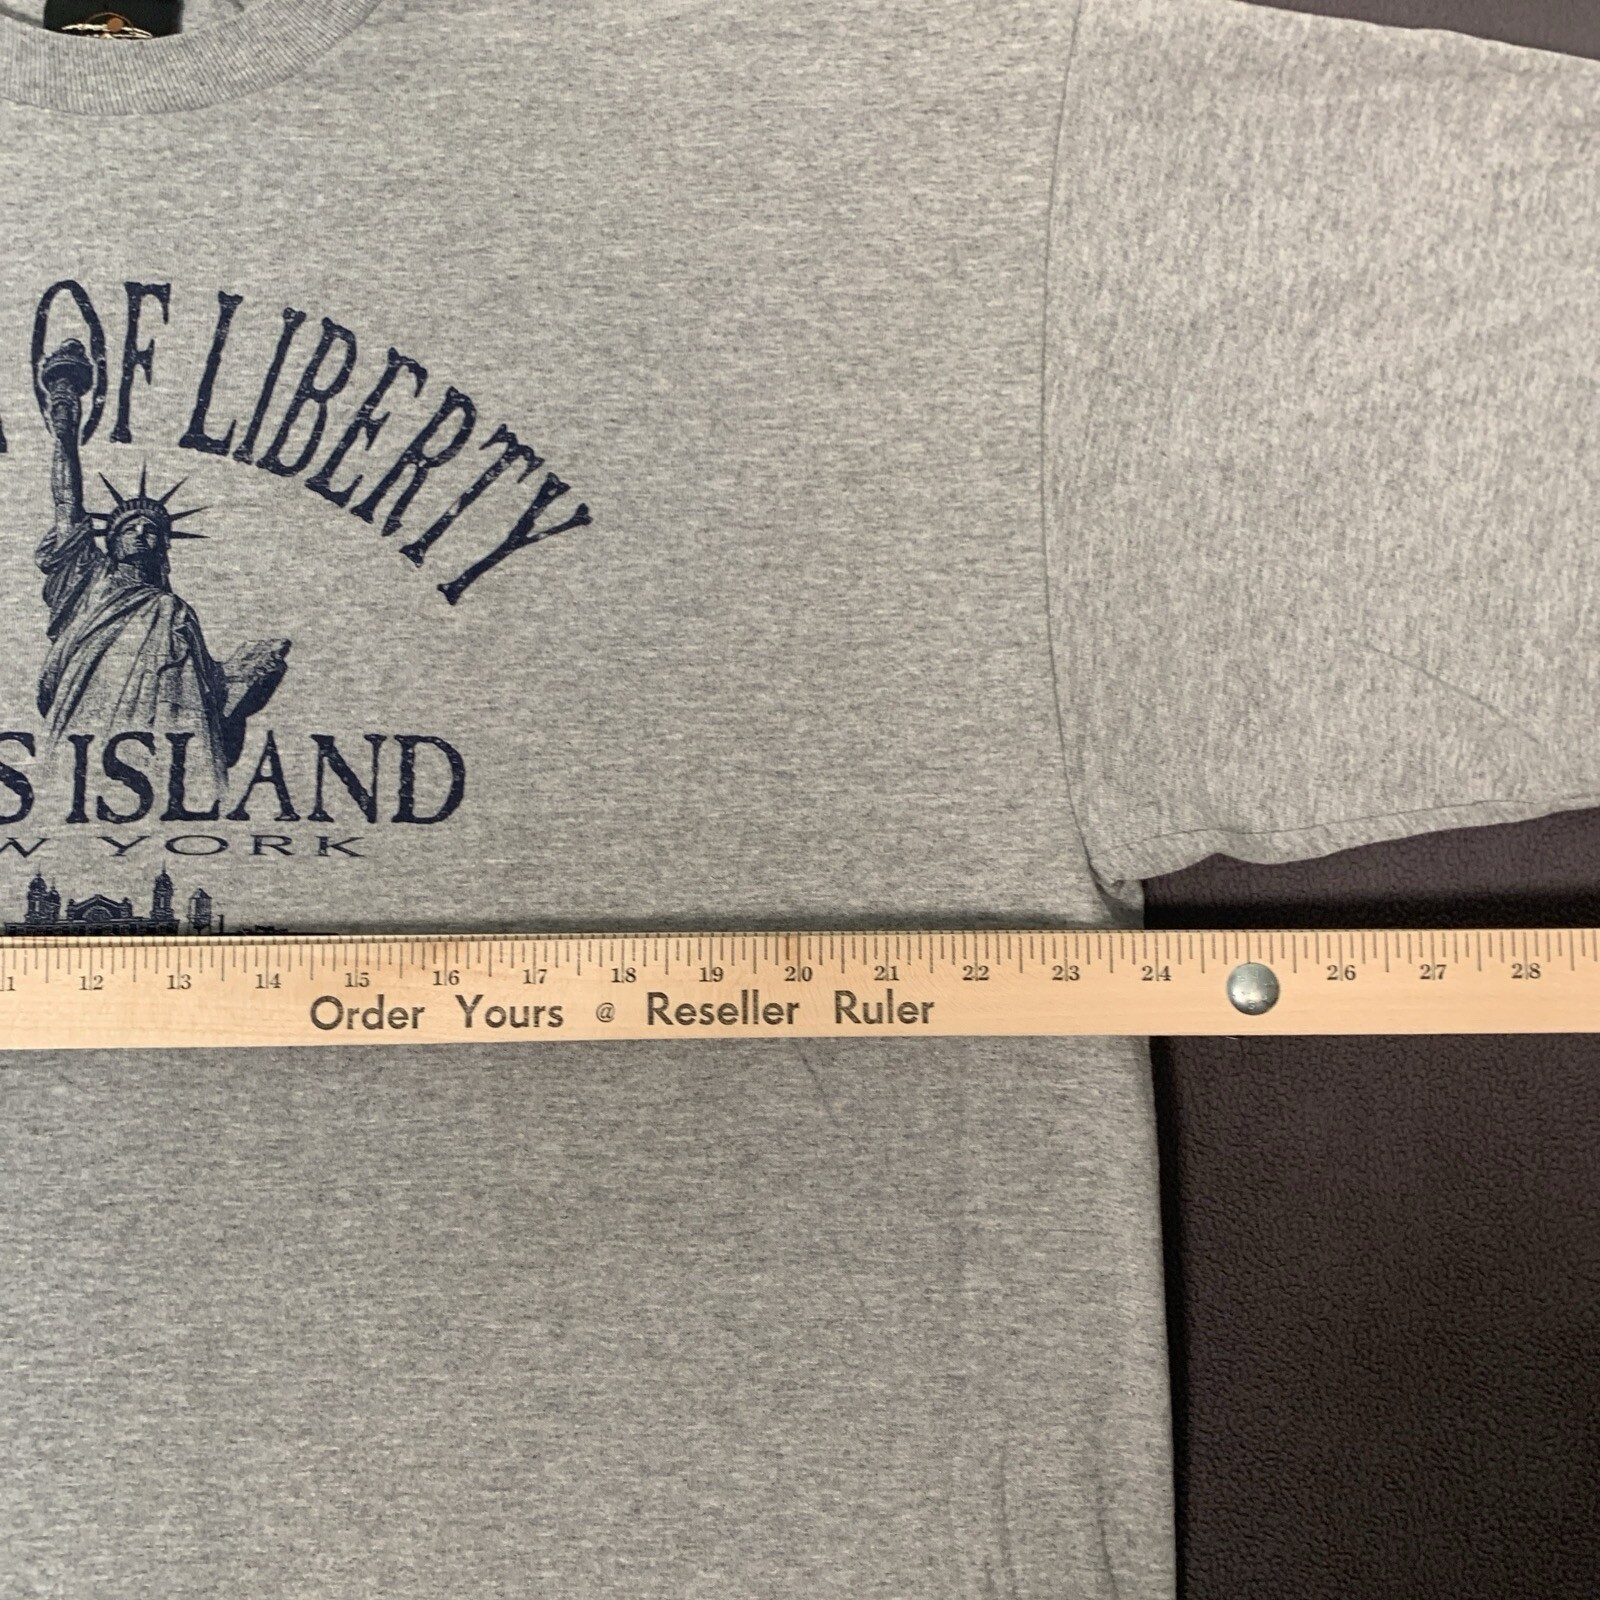 OF LIBERTY
S ISLAND
W YORK
11 12 13 14 15 16 17 18 19 20 21 22 23 24 26 27 28
Order Yours @ Reseller Ruler